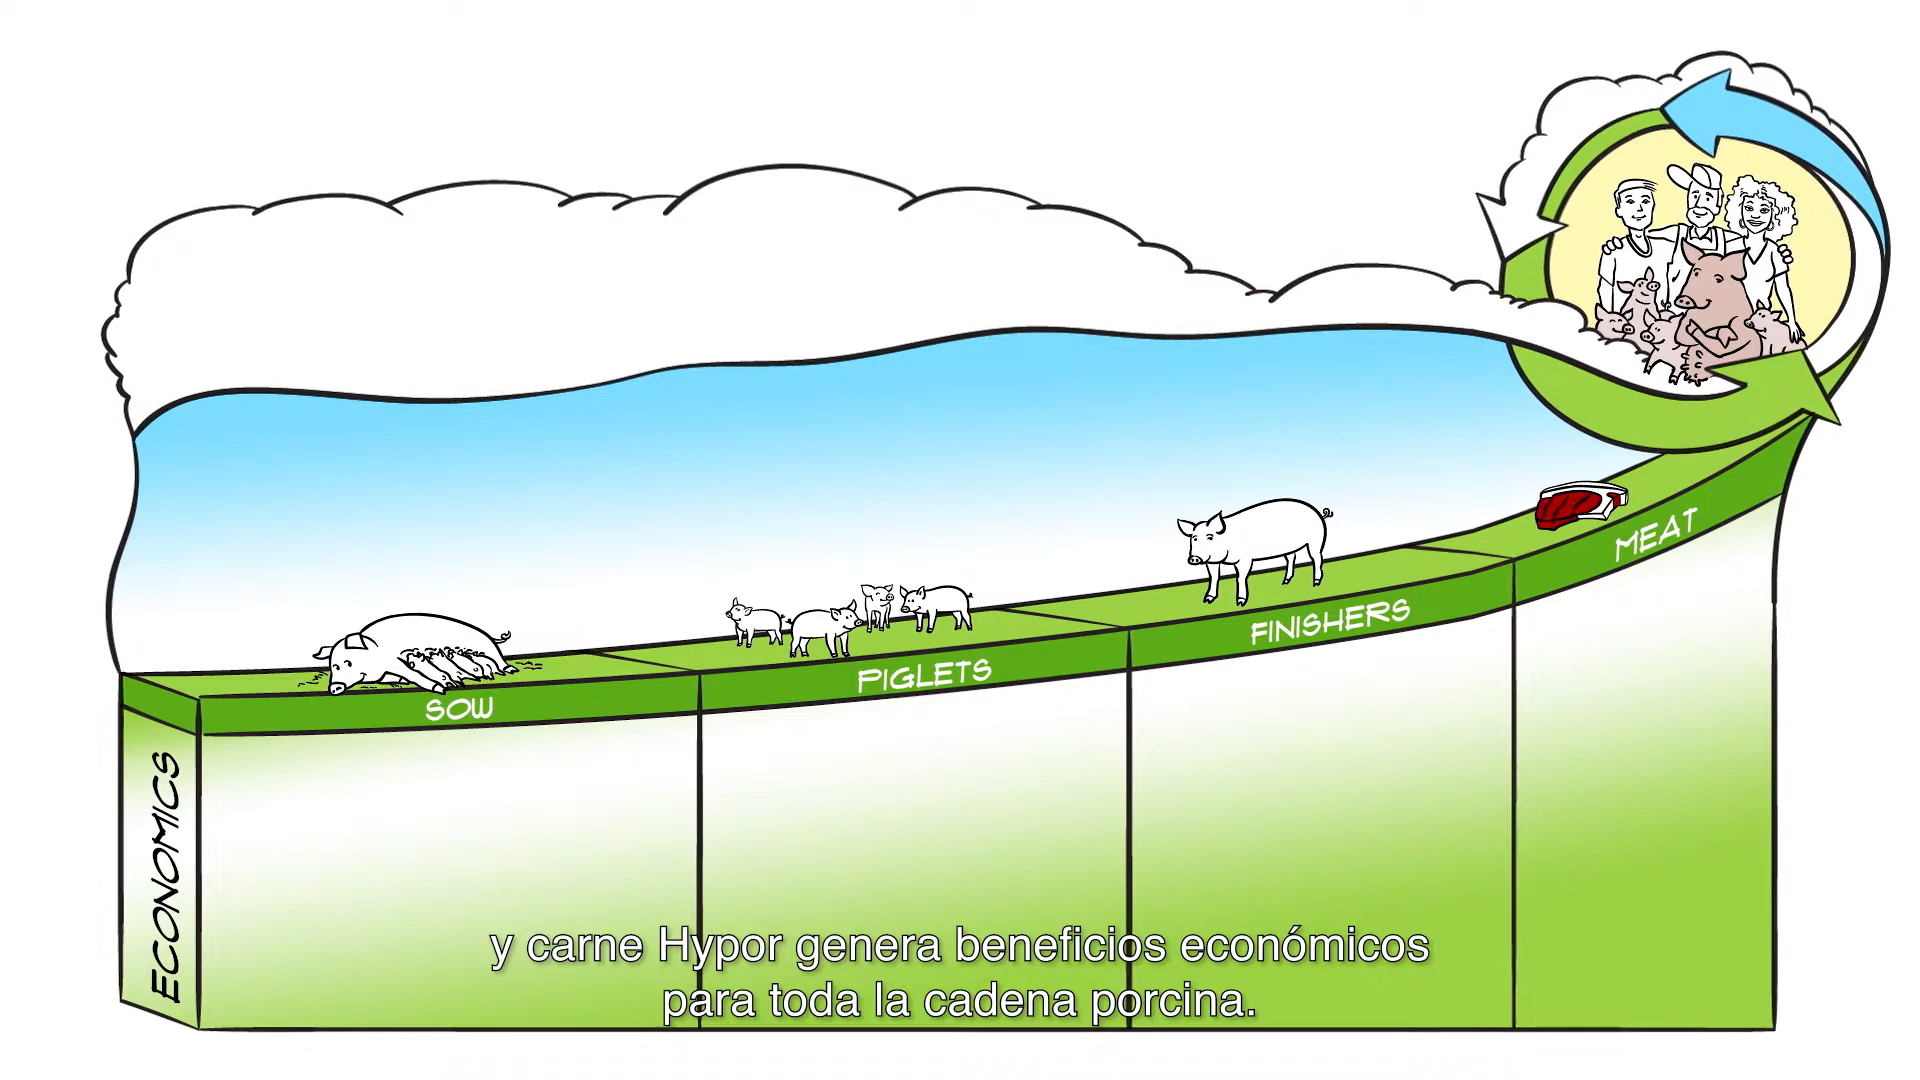 MEAT
FINISHERS
PIGLETS
SOW
ECONOMICS
y carne Hypor genera beneficios económicos
para toda la cadena porcina.